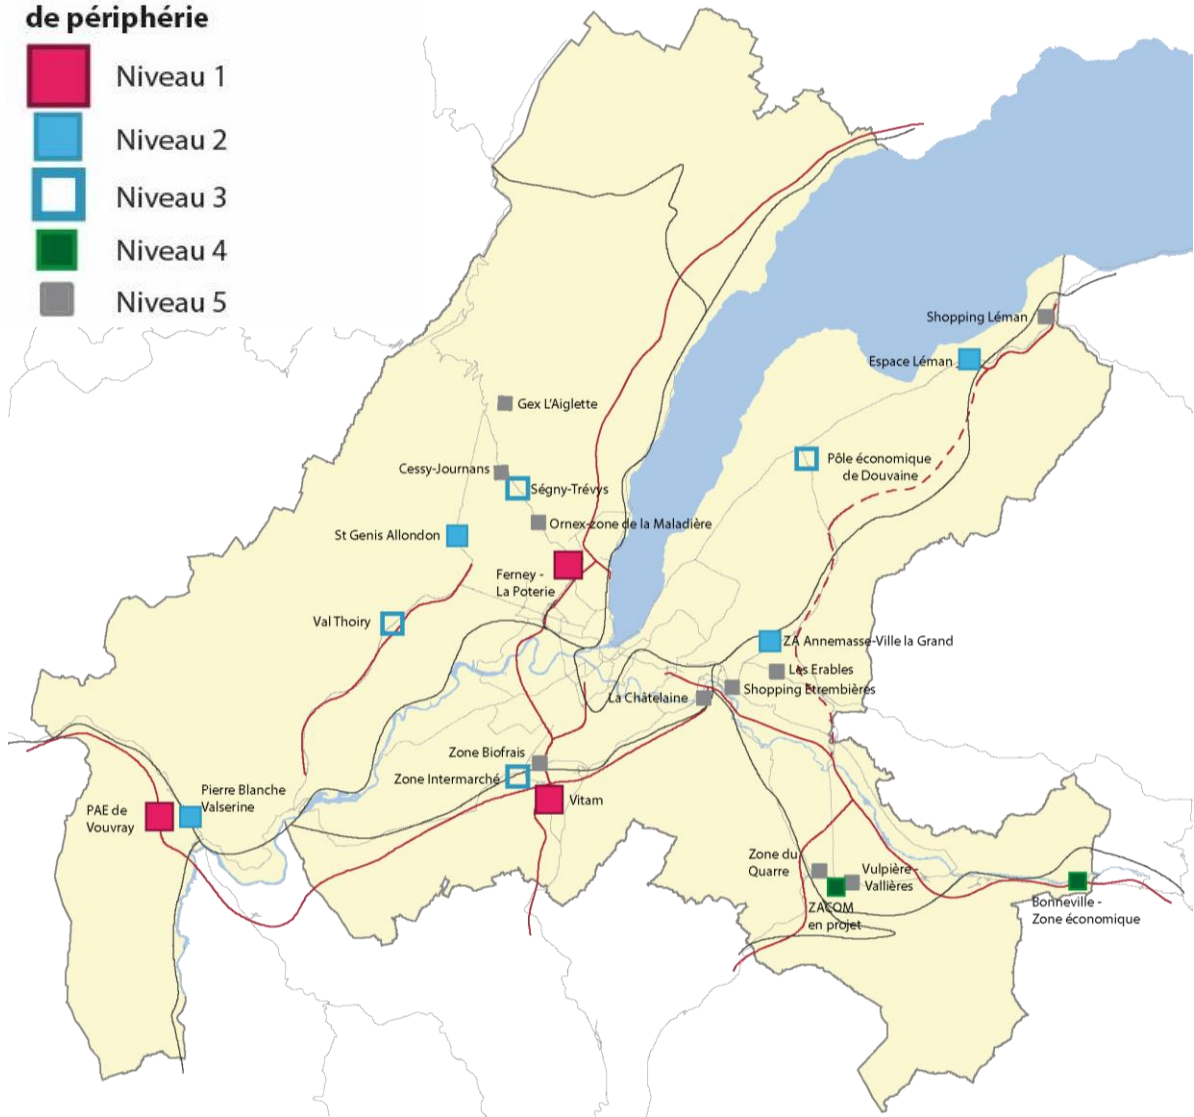 de périphérie
Niveau 1
Niveau 2
Niveau 3
Niveau 4
Niveau 5
Shopping Léman
Espace Léman
Gex L'Aiglette
Pôle économique
de Douvaine
Cessy-Journans
Ségny-Trévys
Ornex-zone de la Maladière
St Genis Allondon
Ferney -
La Poterie
Val Thoiry
ZA Annemasse-Ville la Grand
Les Erables
Shopping Etrembières
La Châtelaine
Zone Biofrais
Zone Intermarché
Pierre Blanche
Valserine
PAE de
Vouvray
Vitam
Zone du
Quarre
Vulpière -
Vallières
ZACOM
en projet
Bonneville -
Zone économique